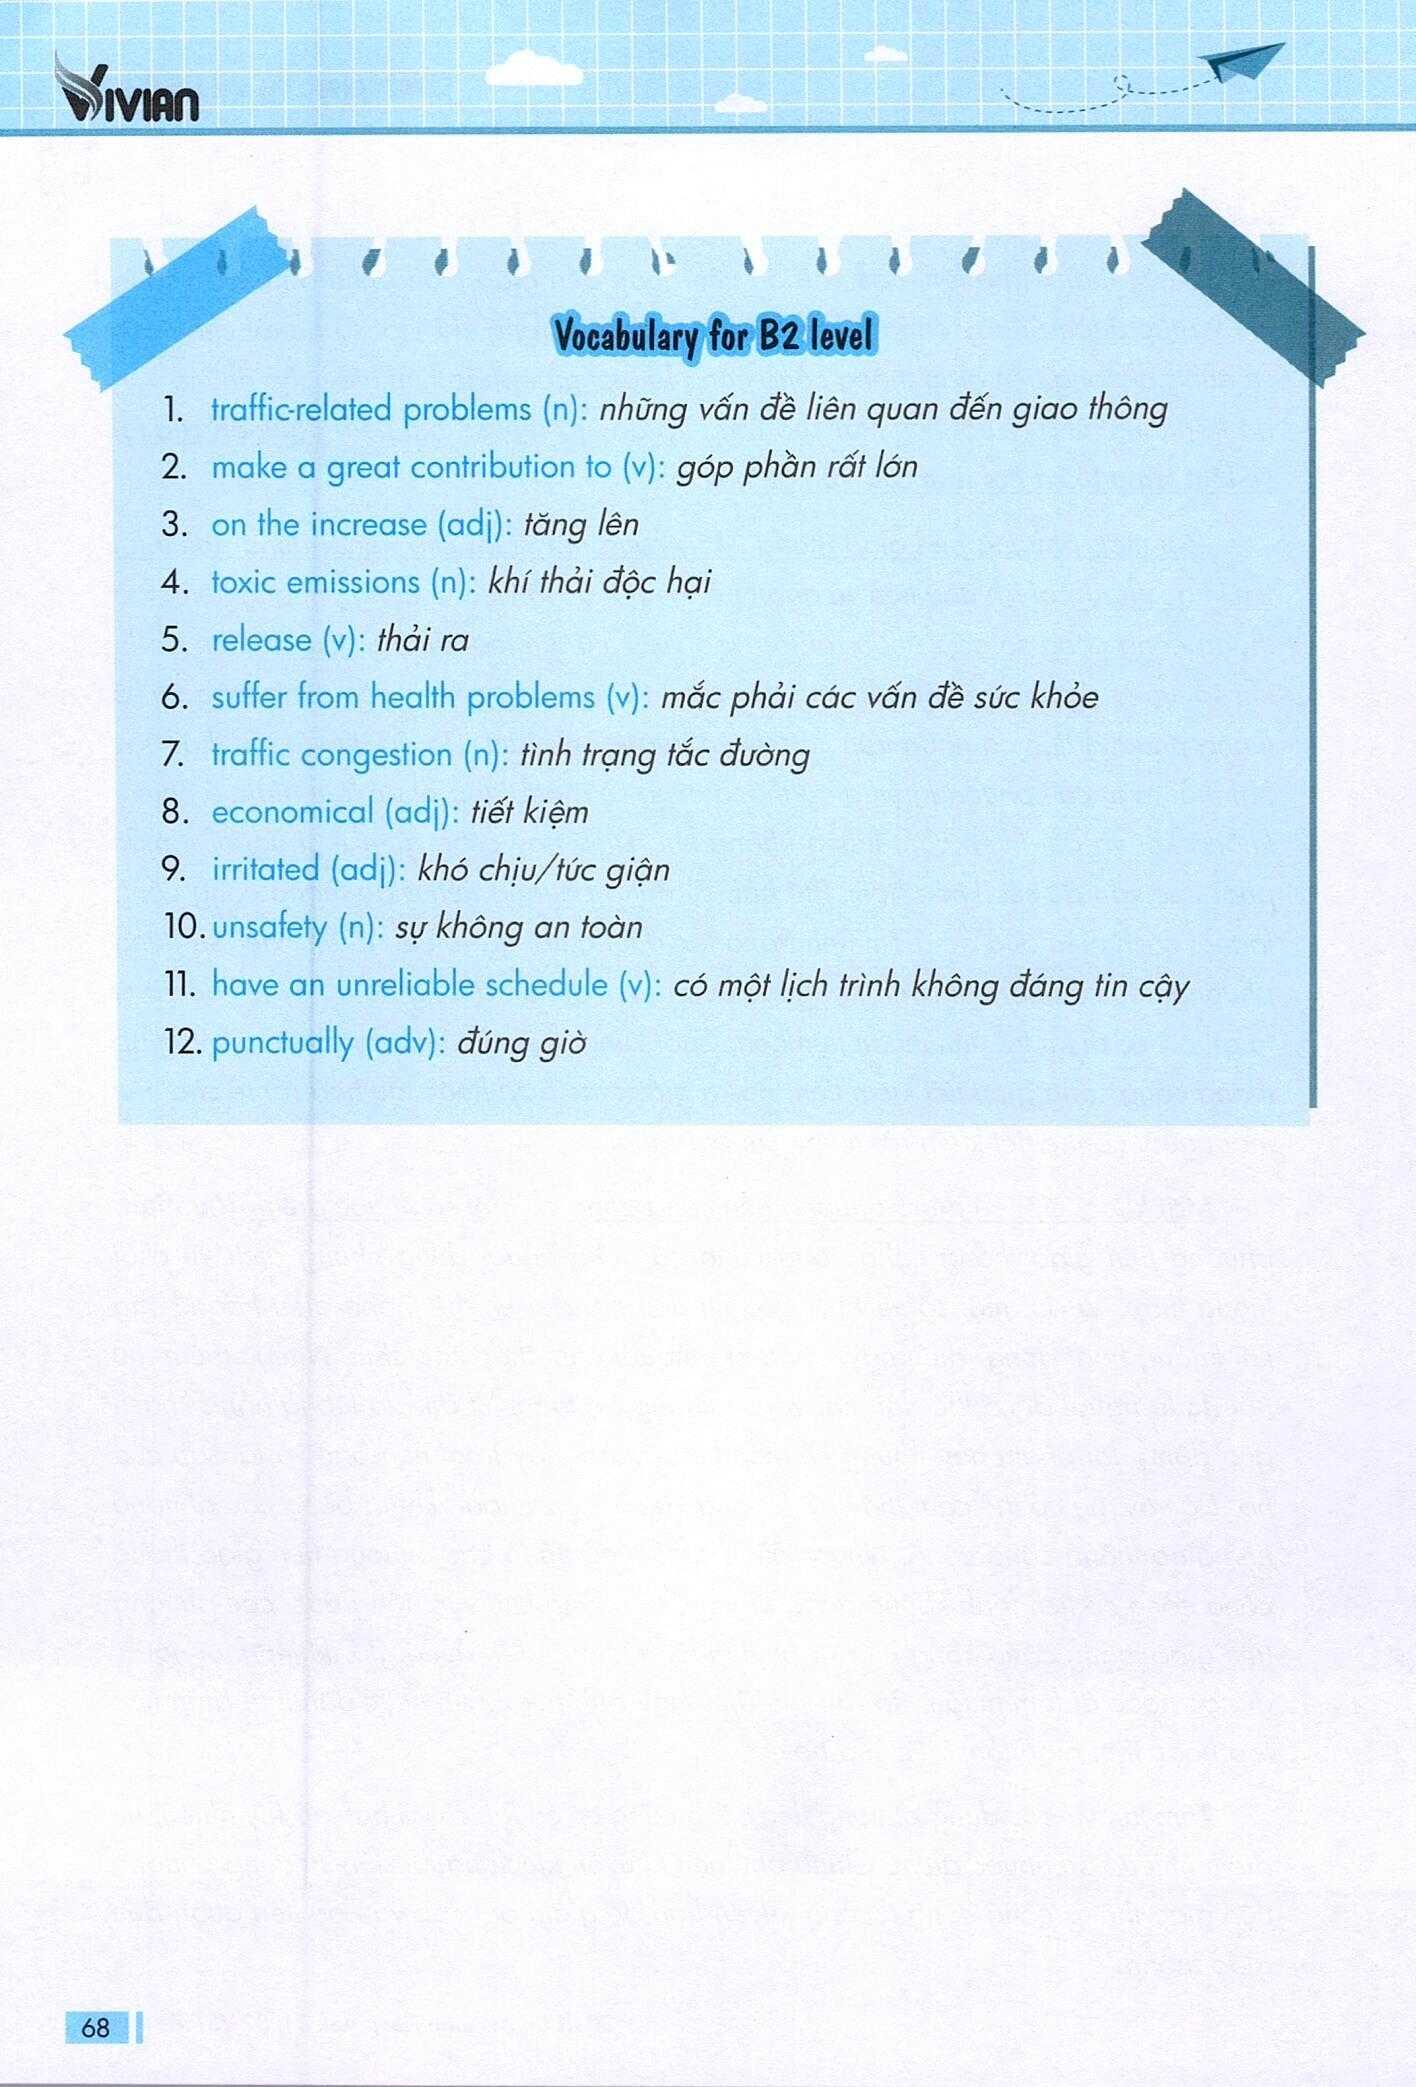 VIVIAN
Vocabulary for B2 level
1. traffic-related problems (n): những vấn đề liên quan đến giao thông
2. make a great contribution to (v): góp phần rất lớn
3. on the increase (adj): tăng lên
4. toxic emissions (n): khí thải độc hại
5. release (v): thải ra
6. suffer from health problems (v): mắc phải các vấn đề sức khỏe
7. traffic congestion (n): tình trạng tắc đường
8. economical (adj): tiết kiệm
9. irritated (adj): khó chịu/tức giận
10. unsafety (n): sự không an toàn
11. have an unreliable schedule (v): có một lịch trình không đáng tin cậy
12. punctually (adv): đúng giờ
68